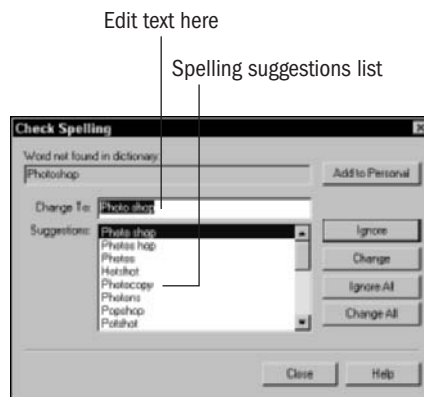 Edit text here
Spelling suggestions list
Check Spelling
Word not found in dictionary:
Photoshop
Add to Personal
Change To: Photo shop
Suggestions: Photo shop
Photos hop
Photos
Hotshot
Photocopy
Photons
Popshop
Potshot
Ignore
Change
Ignore All
Change All
Close
Help